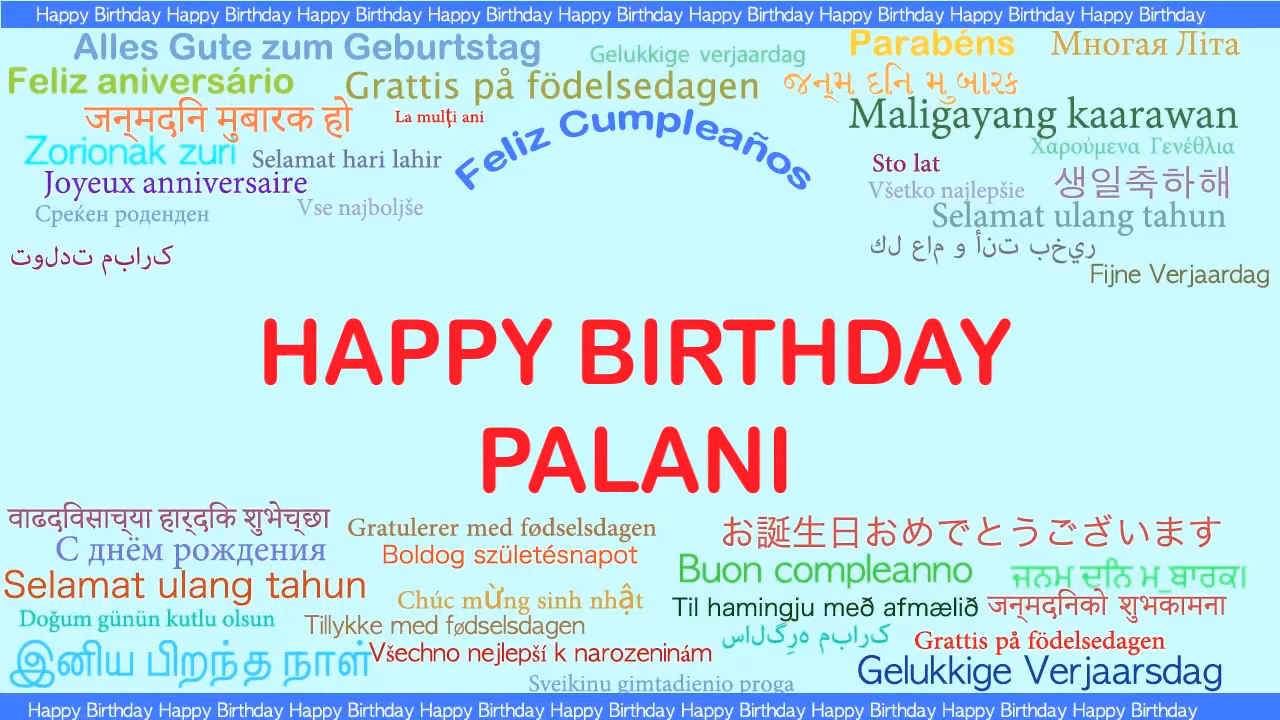 Happy Birthday Happy Birthday Happy Birthday Happy Birthday Happy Birthday Happy Birthday Happy Birthday Happy Birthday Happy Birthday
Alles Gute zum Geburtstag
Gelukkige verjaardag
Parabéns
Многая Літа
Feliz aniversário
Grattis på födelsedagen
જન્મ દિન મુબારક
जन्मदिन मुबारक हो
La mulţi ani
Feliz Cumpleaños
Maligayang kaarawan
Zorionak zuri
Selamat hari lahir
Sto lat
Χαρούμενα Γενέθλια
Joyeux anniversaire
Všetko najlepšie
생일축하해
Среќен роденден
Vse najboljše
Selamat ulang tahun
تولدت مبارک
كل عام و أنت بخير
Fijne Verjaardag
HAPPY BIRTHDAY
PALANI
वाढदिवसाच्या हार्दिक शुभेच्छा
Gratulerer med fødselsdagen
お誕生日おめでとうございます
С днём рождения
Boldog születésnapot
Buon compleanno
ਜਨਮ ਦਿਨ ਮੁਬਾਰਕ।
Selamat ulang tahun
Chúc mừng sinh nhật
Til hamingju með afmælið
जन्मदिनको शुभकामना
Doğum günün kutlu olsun
Tillykke med fødselsdagen
سالگرہ مبارک
Grattis på födelsedagen
இனிய பிறந்த நாள்
Všechno nejlepší k narozeninám
Gelukkige Verjaarsdag
Sveikinu gimtadienio proga
Happy Birthday Happy Birthday Happy Birthday Happy Birthday Happy Birthday Happy Birthday Happy Birthday Happy Birthday Happy Birthday